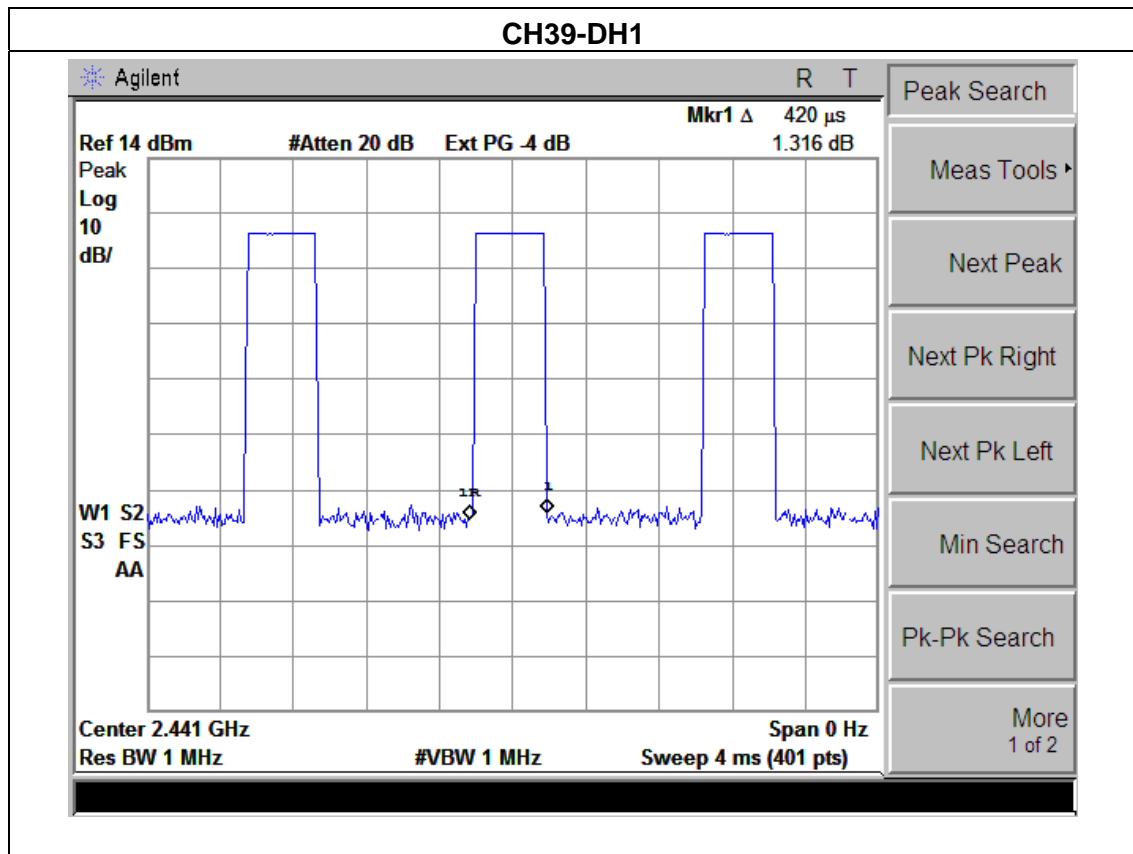 CH39-DH1
Agilent R T
Peak Search
Mkr1 Δ 420 μs
Ref 14 dBm #Atten 20 dB Ext PG -4 dB 1.316 dB
Peak
Log
10
dB/
Meas Tools
Next Peak
Next Pk Right
Next Pk Left
1R 1
W1 S2
S3 FS
AA
Min Search
Pk-Pk Search
Center 2.441 GHz Span 0 Hz
Res BW 1 MHz #VBW 1 MHz Sweep 4 ms (401 pts)
More
1 of 2